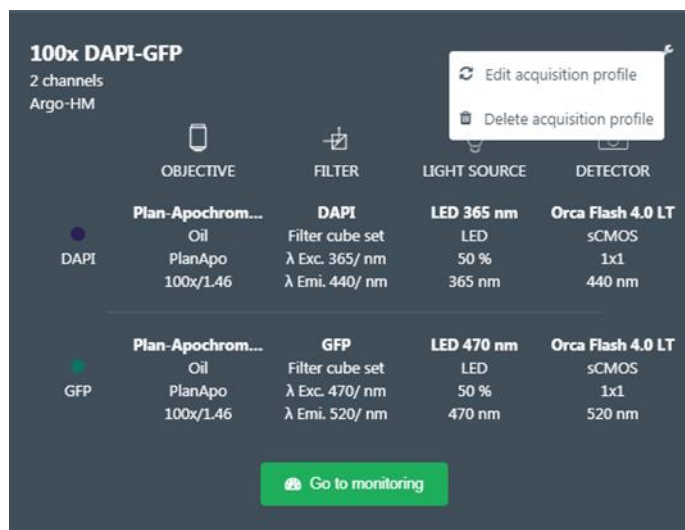 100x DAPI-GFP
2 channels
Argo-HM
Edit acquisition profile
Delete acquisition profile
OBJECTIVE FILTER LIGHT SOURCE DETECTOR
Plan-Apochrom... DAPI LED 365 nm Orca Flash 4.0 LT
Oil Filter cube set LED sCMOS
DAPI PlanApo λ Exc. 365/ nm 50 % 1x1
100x/1.46 λ Emi. 440/ nm 365 nm 440 nm
Plan-Apochrom... GFP LED 470 nm Orca Flash 4.0 LT
Oil Filter cube set LED sCMOS
GFP PlanApo λ Exc. 470/ nm 50 % 1x1
100x/1.46 λ Emi. 520/ nm 470 nm 520 nm
Go to monitoring